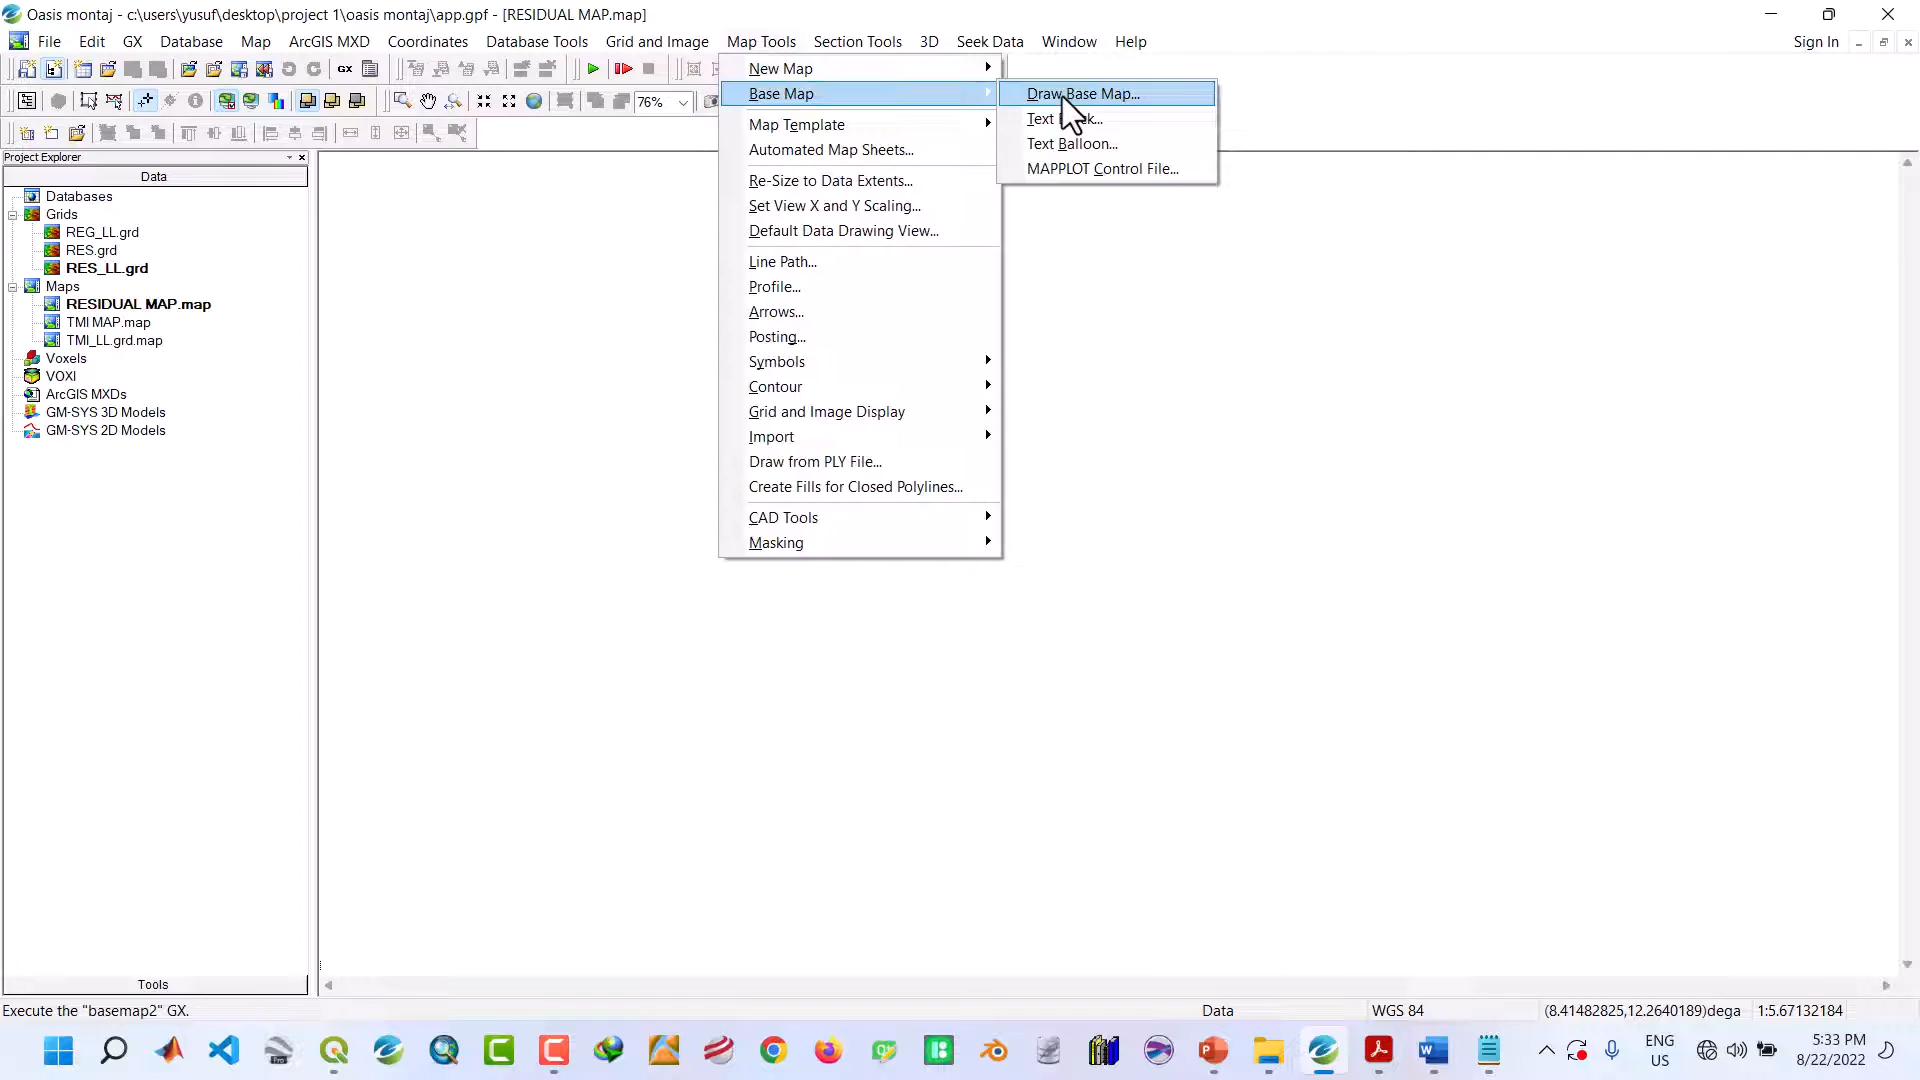 Oasis montaj - c:\users\yusuf\desktop\project 1\oasis montaj\app.gpf - [RESIDUAL MAP.map]
File Edit GX Database Map ArcGIS MXD Coordinates Database Tools Grid and Image Map Tools Section Tools 3D Seek Data Window Help Sign In
GX
76%
New Map
Base Map
Map Template
Automated Map Sheets...
Re-Size to Data Extents...
Set View X and Y Scaling...
Default Data Drawing View...
Line Path...
Profile...
Arrows...
Posting...
Symbols
Contour
Grid and Image Display
Import
Draw from PLY File...
Create Fills for Closed Polylines...
CAD Tools
Masking
Draw Base Map...
Text
Text Balloon...
MAPPLOT Control File...
Project Explorer
Data
Databases
Grids
REG_LL.grd
RES.grd
RES_LL.grd
Maps
RESIDUAL MAP.map
TMI MAP.map
TMI_LL.grd.map
Voxels
VOXI
ArcGIS MXDs
GM-SYS 3D Models
GM-SYS 2D Models
Tools
Execute the "basemap2" GX.
Data
WGS 84
(8.41482825,12.2640189)dega
1:5.67132184
ENG
US
5:33 PM
8/22/2022